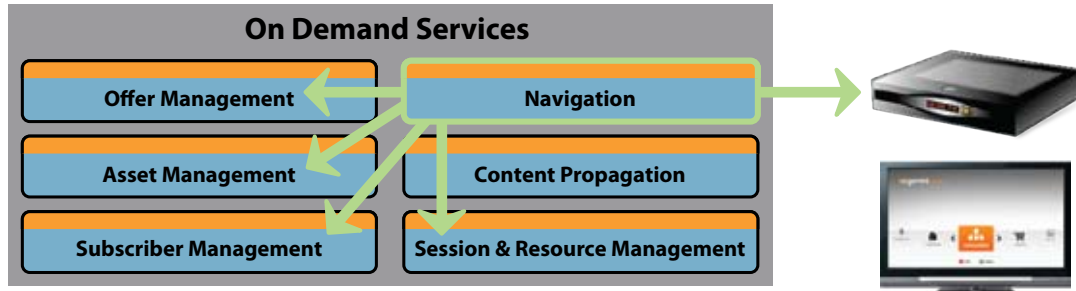 On Demand Services
Offer Management
Navigation
Asset Management
Content Propagation
Subscriber Management
Session & Resource Management